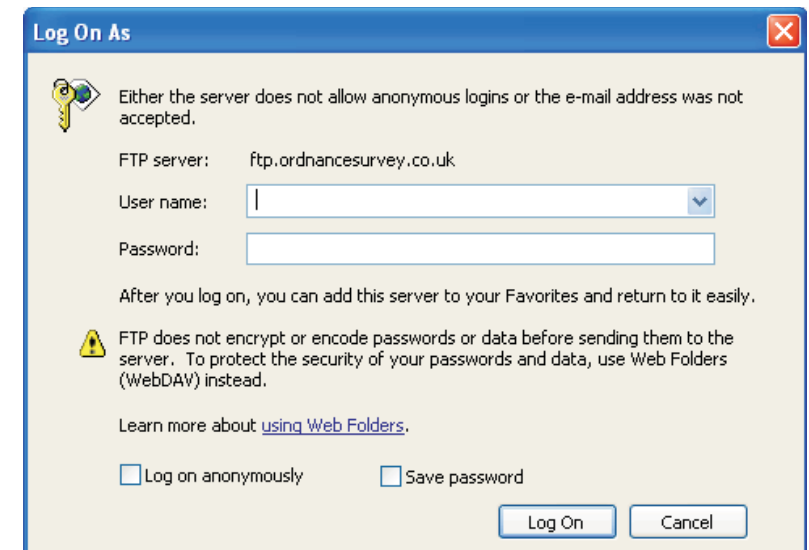 Log On As
Either the server does not allow anonymous logins or the e-mail address was not
accepted.
FTP server: ftp.ordnancesurvey.co.uk
User name:
Password:
After you log on, you can add this server to your Favorites and return to it easily.
FTP does not encrypt or encode passwords or data before sending them to the
server. To protect the security of your passwords and data, use Web Folders
(WebDAV) instead.
Learn more about using Web Folders.
Log on anonymously Save password
Log On Cancel